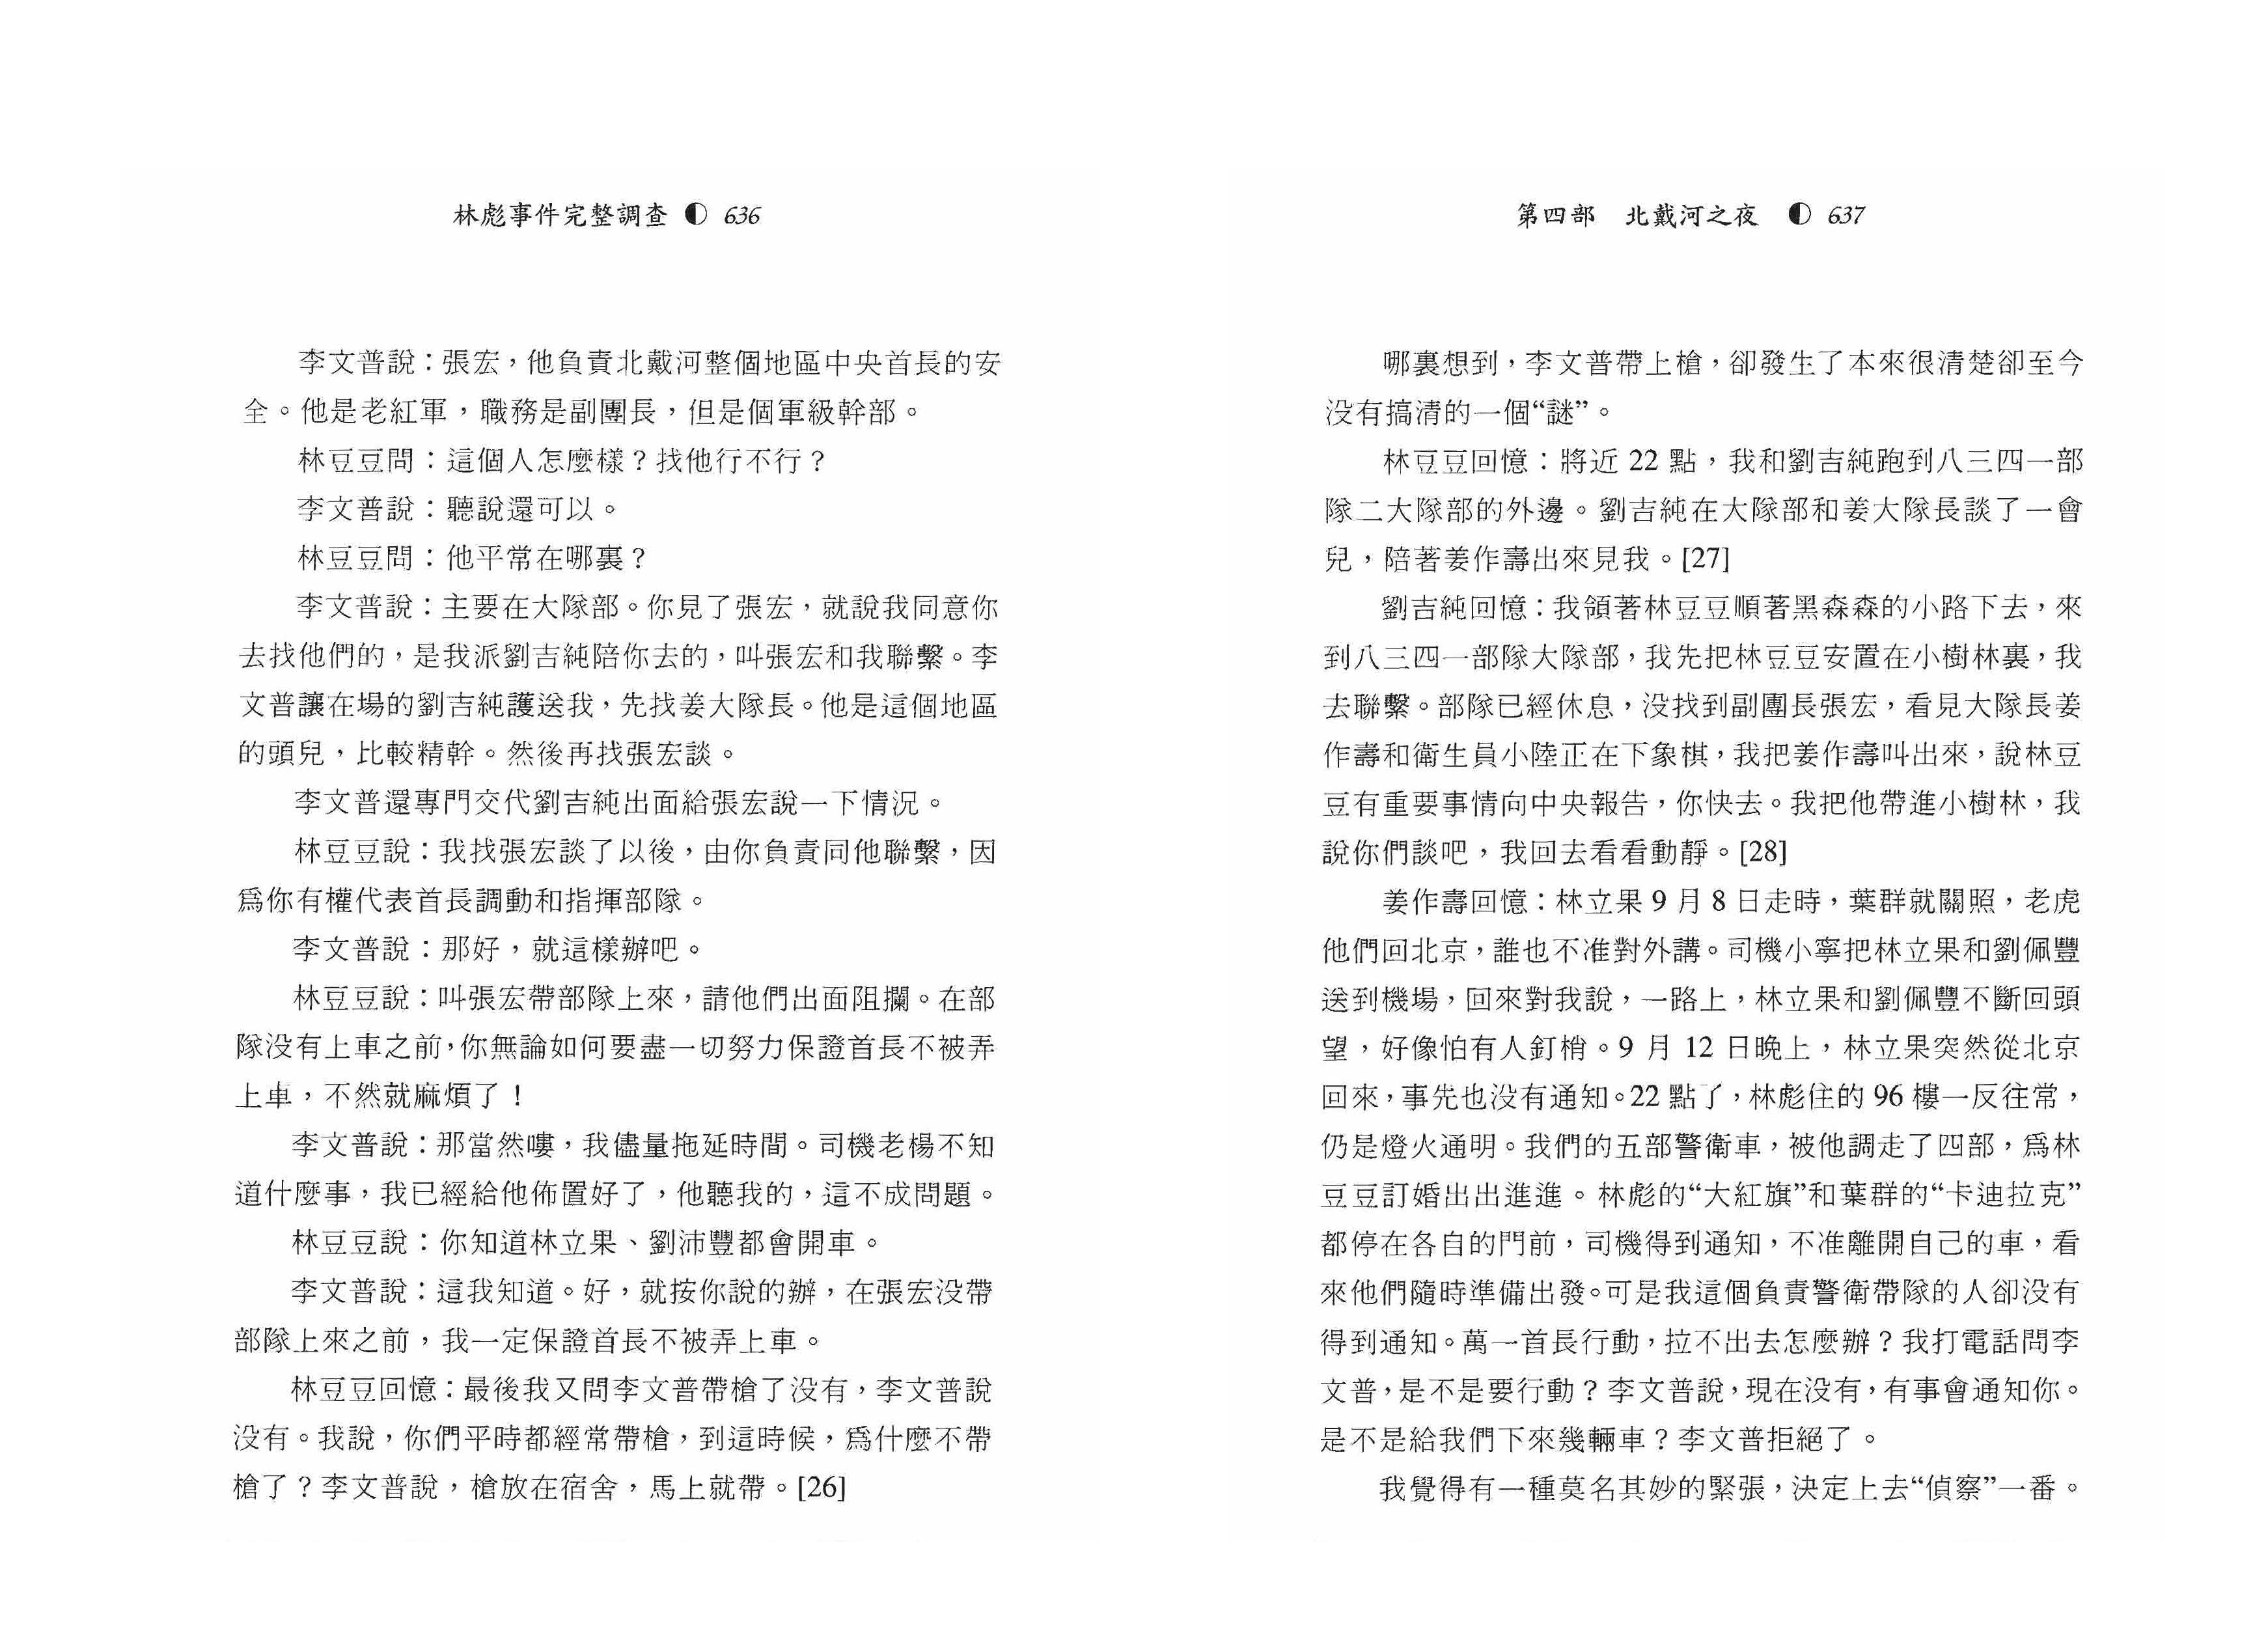 林彪事件完整調查 ◐ 636
李文普說：張宏，他負責北戴河整個地區中央首長的安
全。他是老紅軍，職務是副團長，但是個軍級幹部。
林豆豆問：這個人怎麼樣？找他行不行？
李文普說：聽說還可以。
林豆豆問：他平常在哪裏？
李文普說：主要在大隊部。你見了張宏，就說我同意你
去找他們的，是我派劉吉純陪你去的，叫張宏和我聯繫。李
文普讓在場的劉吉純護送我，先找姜大隊長。他是這個地區
的頭兒，比較精幹。然後再找張宏談。
李文普還專門交代劉吉純出面給張宏說一下情況。
林豆豆說：我找張宏談了以後，由你負責同他聯繫，因
爲你有權代表首長調動和指揮部隊。
李文普說：那好，就這樣辦吧。
林豆豆說：叫張宏帶部隊上來，請他們出面阻攔。在部
隊没有上車之前，你無論如何要盡一切努力保證首長不被弄
上車，不然就麻煩了！
李文普說：那當然嘍，我儘量拖延時間。司機老楊不知
道什麼事，我已經給他佈置好了，他聽我的，這不成問題。
林豆豆說：你知道林立果、劉沛豐都會開車。
李文普說：這我知道。好，就按你說的辦，在張宏没帶
部隊上來之前，我一定保證首長不被弄上車。
林豆豆回憶：最後我又問李文普帶槍了没有，李文普說
没有。我說，你們平時都經常帶槍，到這時候，爲什麼不帶
槍了？李文普說，槍放在宿舍，馬上就帶。[26]
第四部　北戴河之夜 ◐ 637
哪裏想到，李文普帶上槍，卻發生了本來很清楚卻至今
没有搞清的一個“謎”。
林豆豆回憶：將近 22 點，我和劉吉純跑到八三四一部
隊二大隊部的外邊。劉吉純在大隊部和姜大隊長談了一會
兒，陪著姜作壽出來見我。[27]
劉吉純回憶：我領著林豆豆順著黑森森的小路下去，來
到八三四一部隊大隊部，我先把林豆豆安置在小樹林裏，我
去聯繫。部隊已經休息，没找到副團長張宏，看見大隊長姜
作壽和衛生員小陸正在下象棋，我把姜作壽叫出來，說林豆
豆有重要事情向中央報告，你快去。我把他帶進小樹林，我
說你們談吧，我回去看看動靜。[28]
姜作壽回憶：林立果 9 月 8 日走時，葉群就關照，老虎
他們回北京，誰也不准對外講。司機小寧把林立果和劉佩豐
送到機場，回來對我說，一路上，林立果和劉佩豐不斷回頭
望，好像怕有人釘梢。9 月 12 日晚上，林立果突然從北京
回來，事先也没有通知。22 點了，林彪住的 96 樓一反往常，
仍是燈火通明。我們的五部警衛車，被他調走了四部，爲林
豆豆訂婚出出進進。林彪的“大紅旗”和葉群的“卡迪拉克”
都停在各自的門前，司機得到通知，不准離開自己的車，看
來他們隨時準備出發。可是我這個負責警衛帶隊的人卻没有
得到通知。萬一首長行動，拉不出去怎麼辦？我打電話問李
文普，是不是要行動？李文普說，現在没有，有事會通知你。
是不是給我們下來幾輛車？李文普拒絕了。
我覺得有一種莫名其妙的緊張，決定上去“偵察”一番。